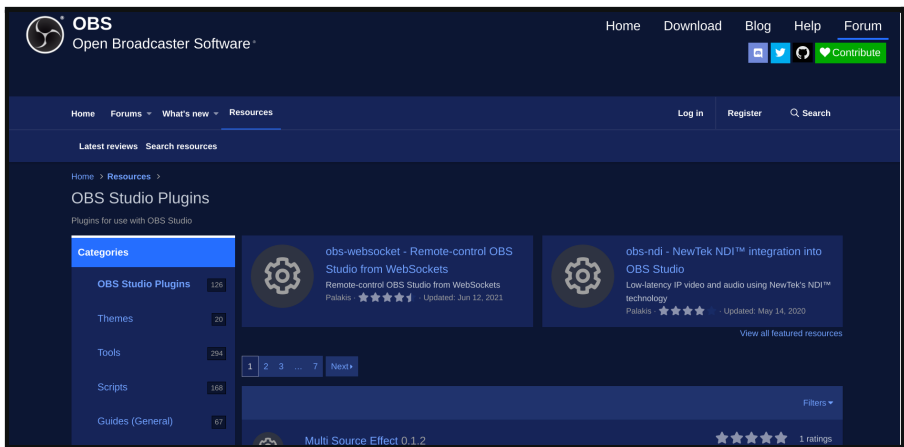 OBS
Open Broadcaster Software
Home Download Blog Help Forum
Contribute
Home Forums What's new Resources Log in Register Search
Latest reviews Search resources
Home > Resources >
OBS Studio Plugins
Plugins for use with OBS Studio
Categories
OBS Studio Plugins 126
Themes 20
Tools 294
Scripts 168
Guides (General) 67
obs-websocket - Remote-control OBS
Studio from WebSockets
Remote-control OBS Studio from WebSockets
Palakis · Updated: Jun 12, 2021
obs-ndi - NewTek NDI™ integration into
OBS Studio
Low-latency IP video and audio using NewTek's NDI™
technology
Palakis · Updated: May 14, 2020
View all featured resources
1 2 3 … 7 Next
Filters
Multi Source Effect 0.1.2
1 ratings